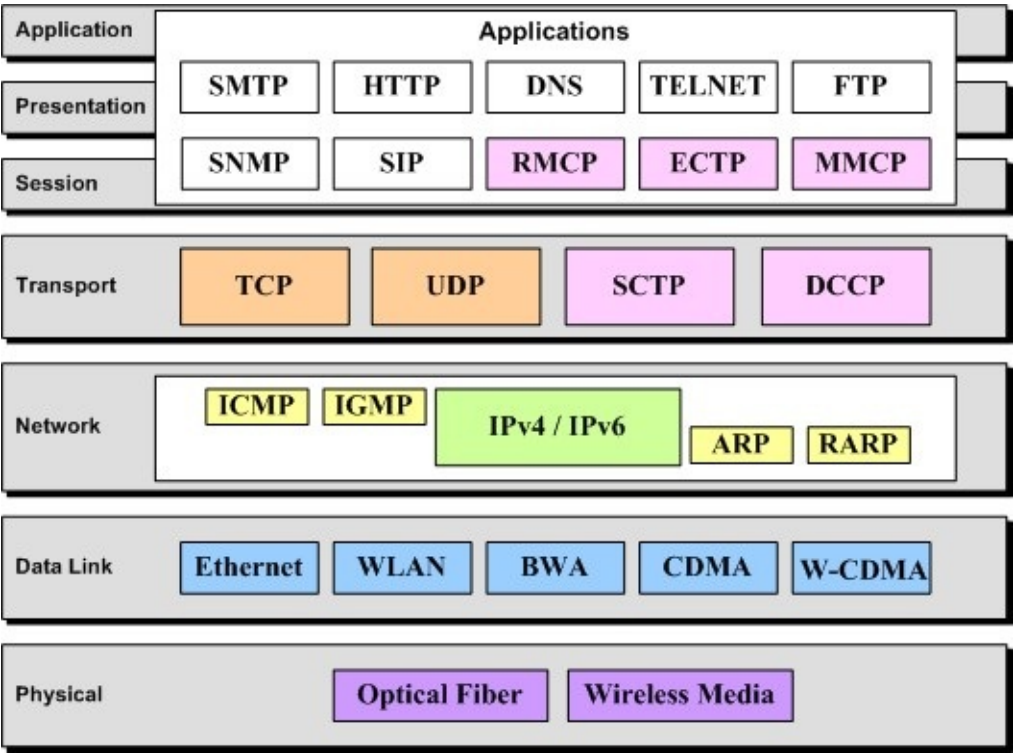 Application
Applications
SMTP HTTP DNS TELNET FTP
Presentation
SNMP SIP RMCP ECTP MMCP
Session
Transport TCP UDP SCTP DCCP
ICMP IGMP
Network IPv4 / IPv6
ARP RARP
Data Link Ethernet WLAN BWA CDMA W-CDMA
Physical Optical Fiber Wireless Media